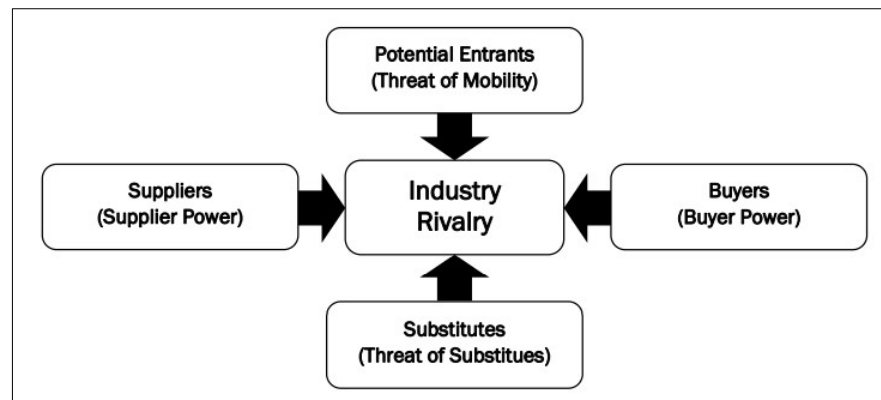 Potential Entrants
(Threat of Mobility)
Suppliers
(Supplier Power)
Industry
Rivalry
Buyers
(Buyer Power)
Substitutes
(Threat of Substitues)